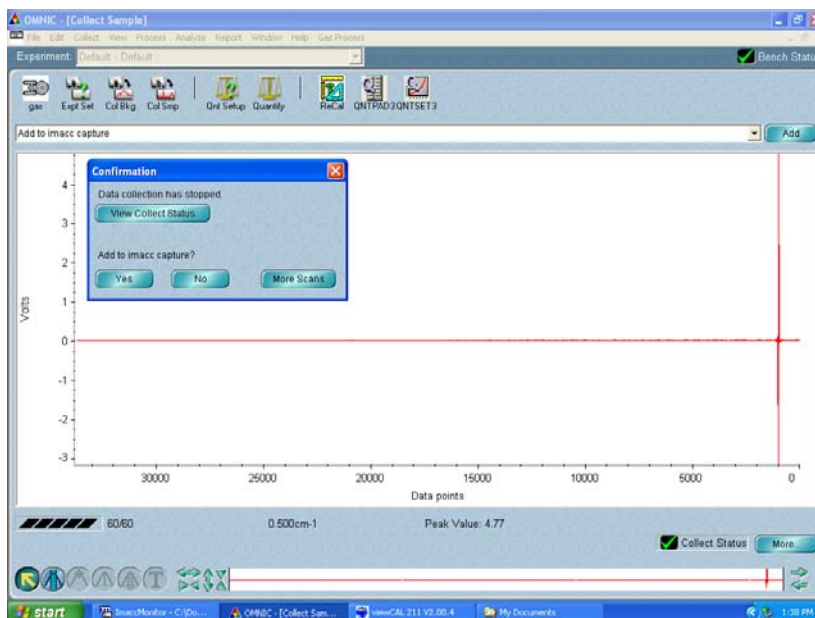 OMNIC - [Collect Sample]
File Edit Collect View Process Analyze Report Window Help Gas Process
Experiment: Default - Default
Bench Statu
gas Expt Set Col Bkg Col Smp Qnt Setup Quantify ReCal QNTPAD3 QNTSET3
Add to imacc capture
Add
Confirmation
Data collection has stopped
View Collect Status
Add to imacc capture?
Yes No More Scans
Volts
4
3
2
1
0
-1
-2
-3
30000 25000 20000 15000 10000 5000 0
Data points
60/60 0.500cm-1 Peak Value: 4.77
Collect Status More...
T
start ImaccMonitor - C:\Do... OMNIC - [Collect Sam... viewCAL 211 V2.00.4 My Documents 1:38 PM